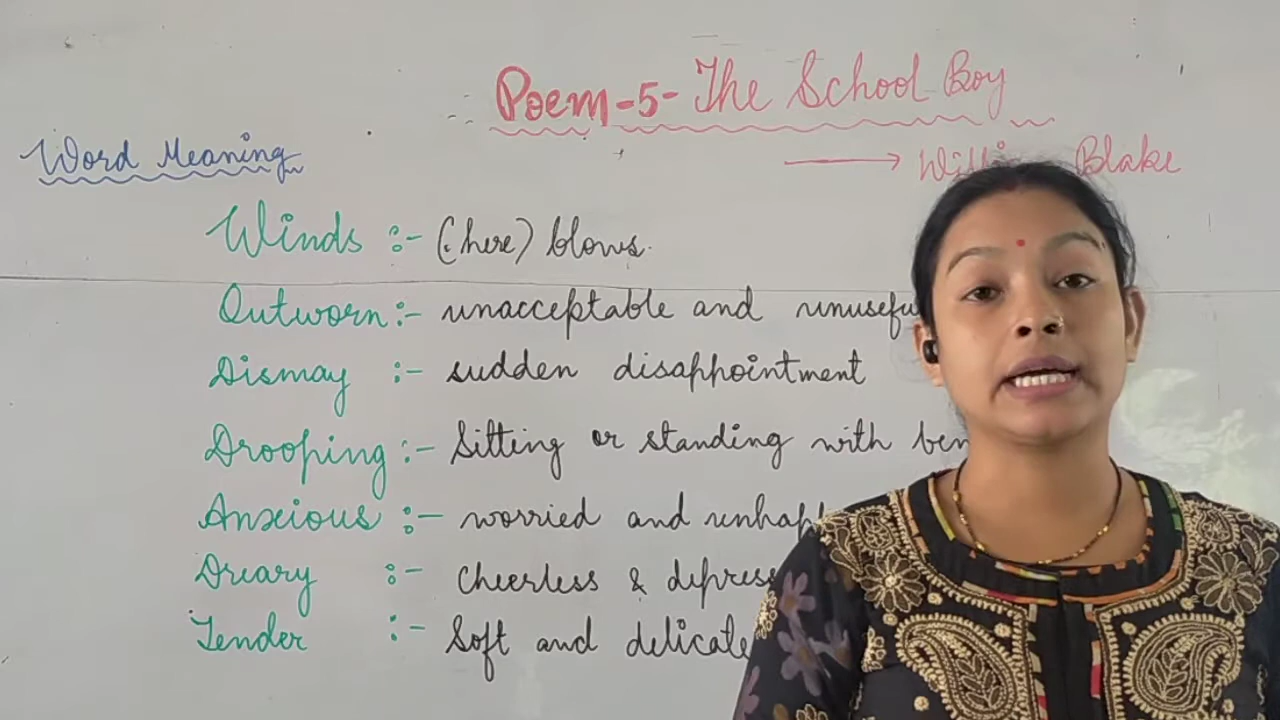 Poem-5- The School Boy
Word Meaning
→ Blake
Winds :- (here) blows.
Outworn :- unacceptable and
Dismay :- sudden disappointment
Drooping :- Sitting or standing with
Anxious :- worried and
Dreary :- Cheerless &
Tender :- Soft and delicate